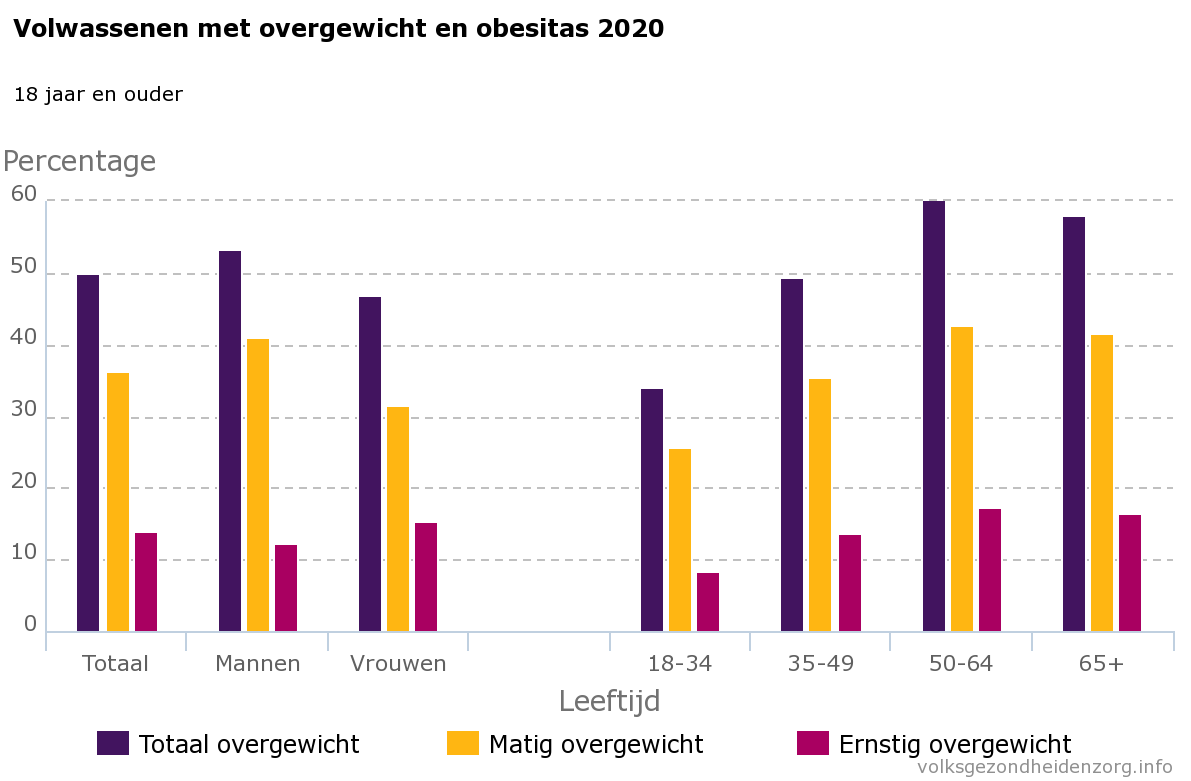 Volwassenen met overgewicht en obesitas 2020
18 jaar en ouder
Percentage
60
50
40
30
20
10
0
Totaal Mannen Vrouwen 18-34 35-49 50-64 65+
Leeftijd
Totaal overgewicht Matig overgewicht Ernstig overgewicht
volksgezondheidenzorg.info